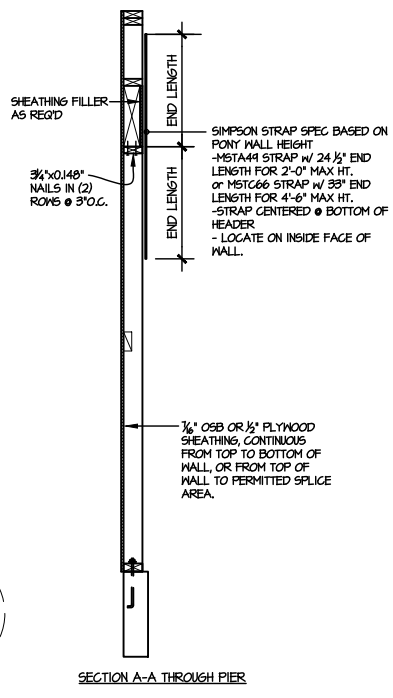 END LENGTH
SHEATHING FILLER
AS REQ'D
SIMPSON STRAP SPEC BASED ON
PONY WALL HEIGHT
-MSTA49 STRAP W/ 24 1/2" END
LENGTH FOR 2'-0" MAX HT.
or MSTC66 STRAP W/ 33" END
LENGTH FOR 4'-6" MAX HT.
-STRAP CENTERED @ BOTTOM OF
HEADER
- LOCATE ON INSIDE FACE OF
WALL.
3 1/4"x0.148"
NAILS IN (2)
ROWS @ 3"O.C.
END LENGTH
7/16" OSB OR 1/2" PLYWOOD
SHEATHING, CONTINUOUS
FROM TOP TO BOTTOM OF
WALL, OR FROM TOP OF
WALL TO PERMITTED SPLICE
AREA.
SECTION A-A THROUGH PIER